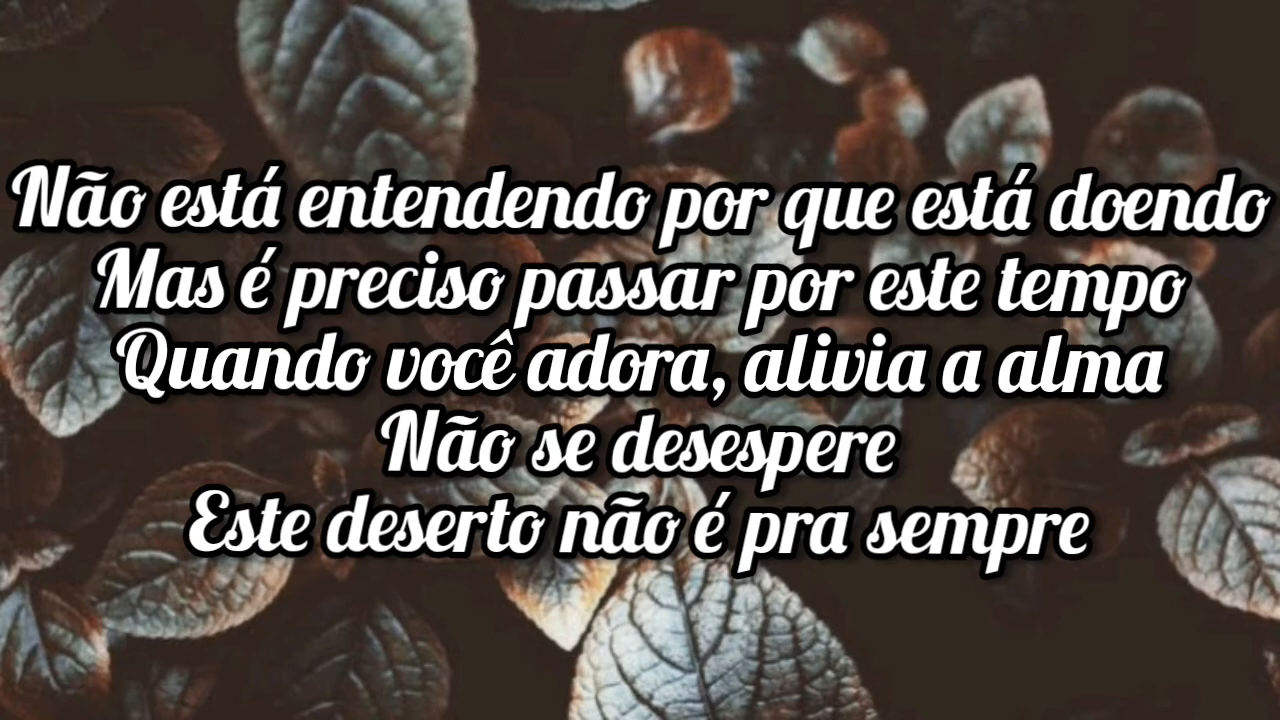 Não está entendendo por que está doendo
Mas é preciso passar por este tempo
Quando você adora, alivia a alma
Não se desespere
Este deserto não é pra sempre